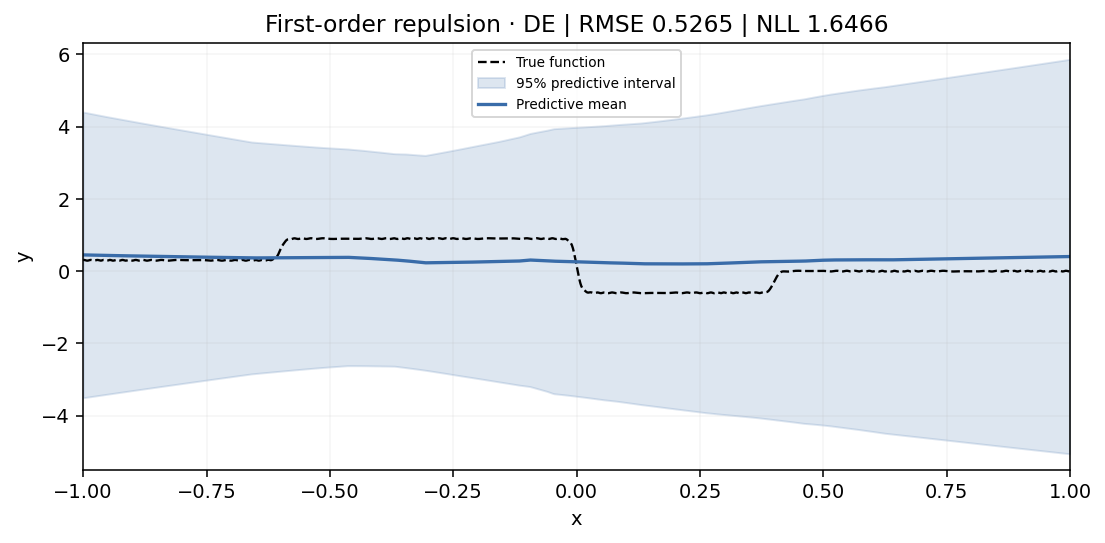 First-order repulsion · DE | RMSE 0.5265 | NLL 1.6466
True function
95% predictive interval
Predictive mean
6
4
2
0
−2
−4
y
−1.00 −0.75 −0.50 −0.25 0.00 0.25 0.50 0.75 1.00
x